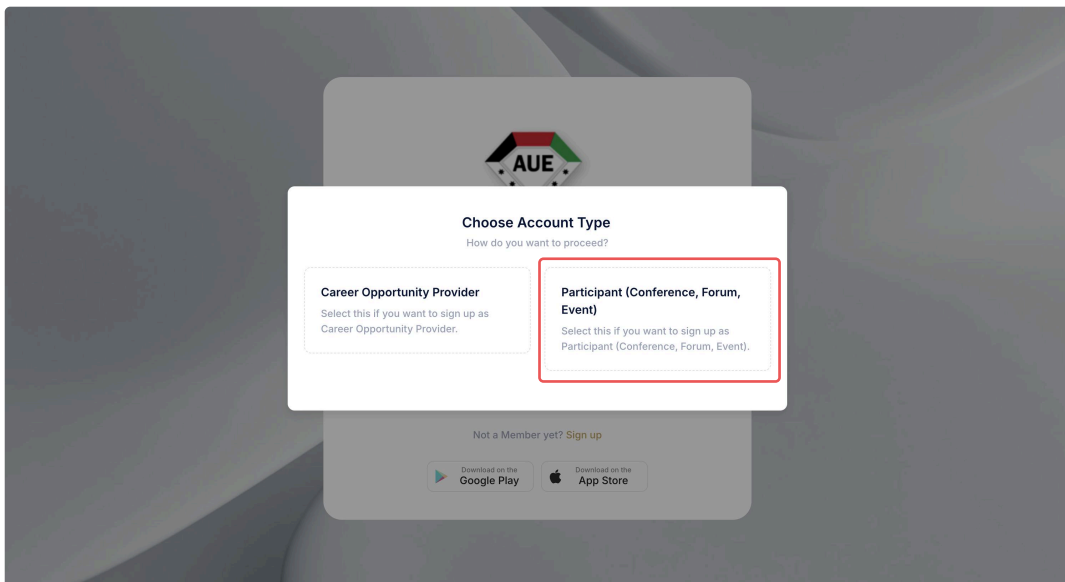 AUE
Choose Account Type
How do you want to proceed?
Career Opportunity Provider
Select this if you want to sign up as
Career Opportunity Provider.
Participant (Conference, Forum,
Event)
Select this if you want to sign up as
Participant (Conference, Forum, Event).
Not a Member yet? Sign up
Download on the
Google Play
Download on the
App Store